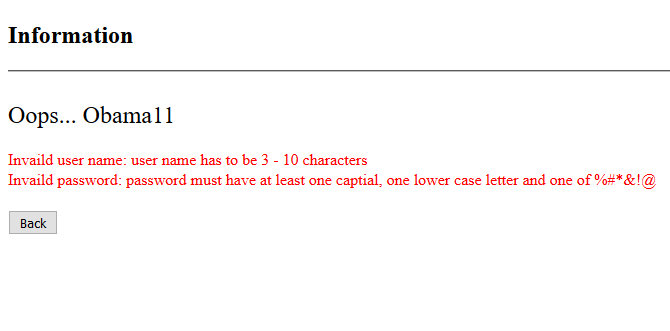 Information
Oops... Obama11
Invaild user name: user name has to be 3 - 10 characters
Invaild password: password must have at least one captial, one lower case letter and one of %#*&!@
Back